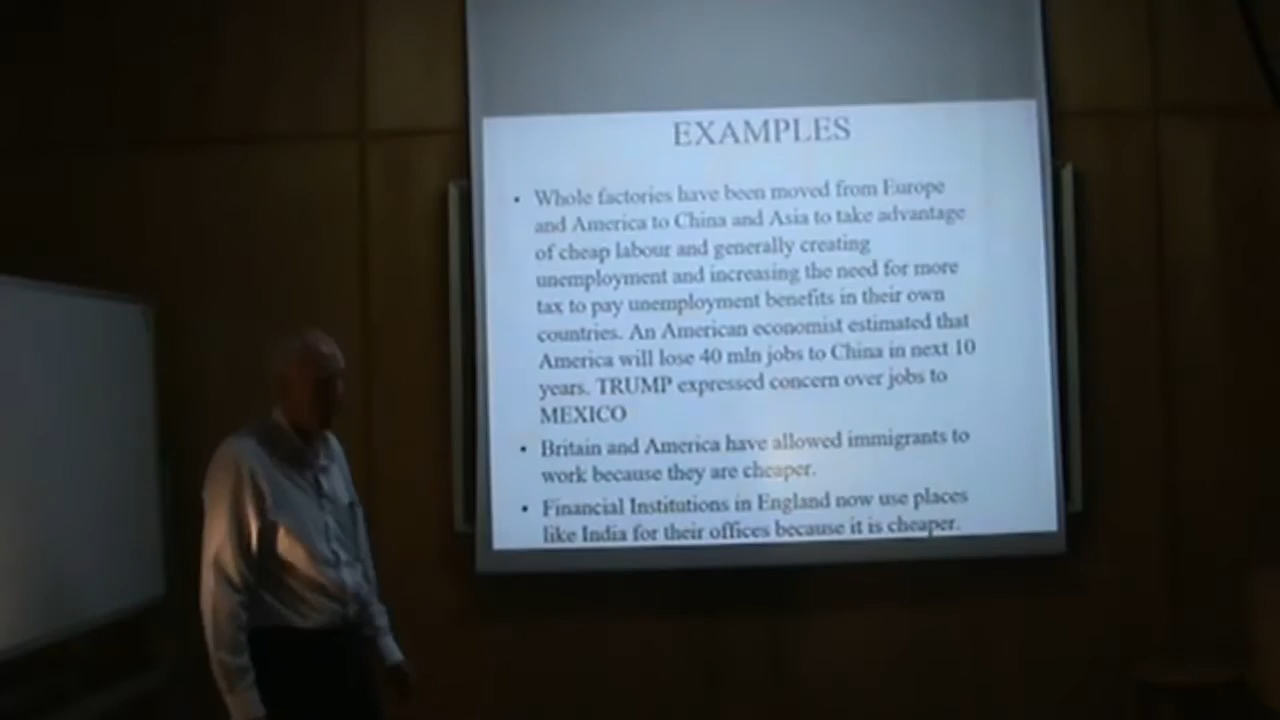 EXAMPLES
• Whole factories have been moved from Europe
and America to China and Asia to take advantage
of cheap labour and generally creating
unemployment and increasing the need for more
tax to pay unemployment benefits in their own
countries. An American economist estimated that
America will lose 40 mln jobs to China in next 10
years. TRUMP expressed concern over jobs to
MEXICO
• Britain and America have allowed immigrants to
work because they are cheaper.
• Financial Institutions in England now use places
like India for their offices because it is cheaper.